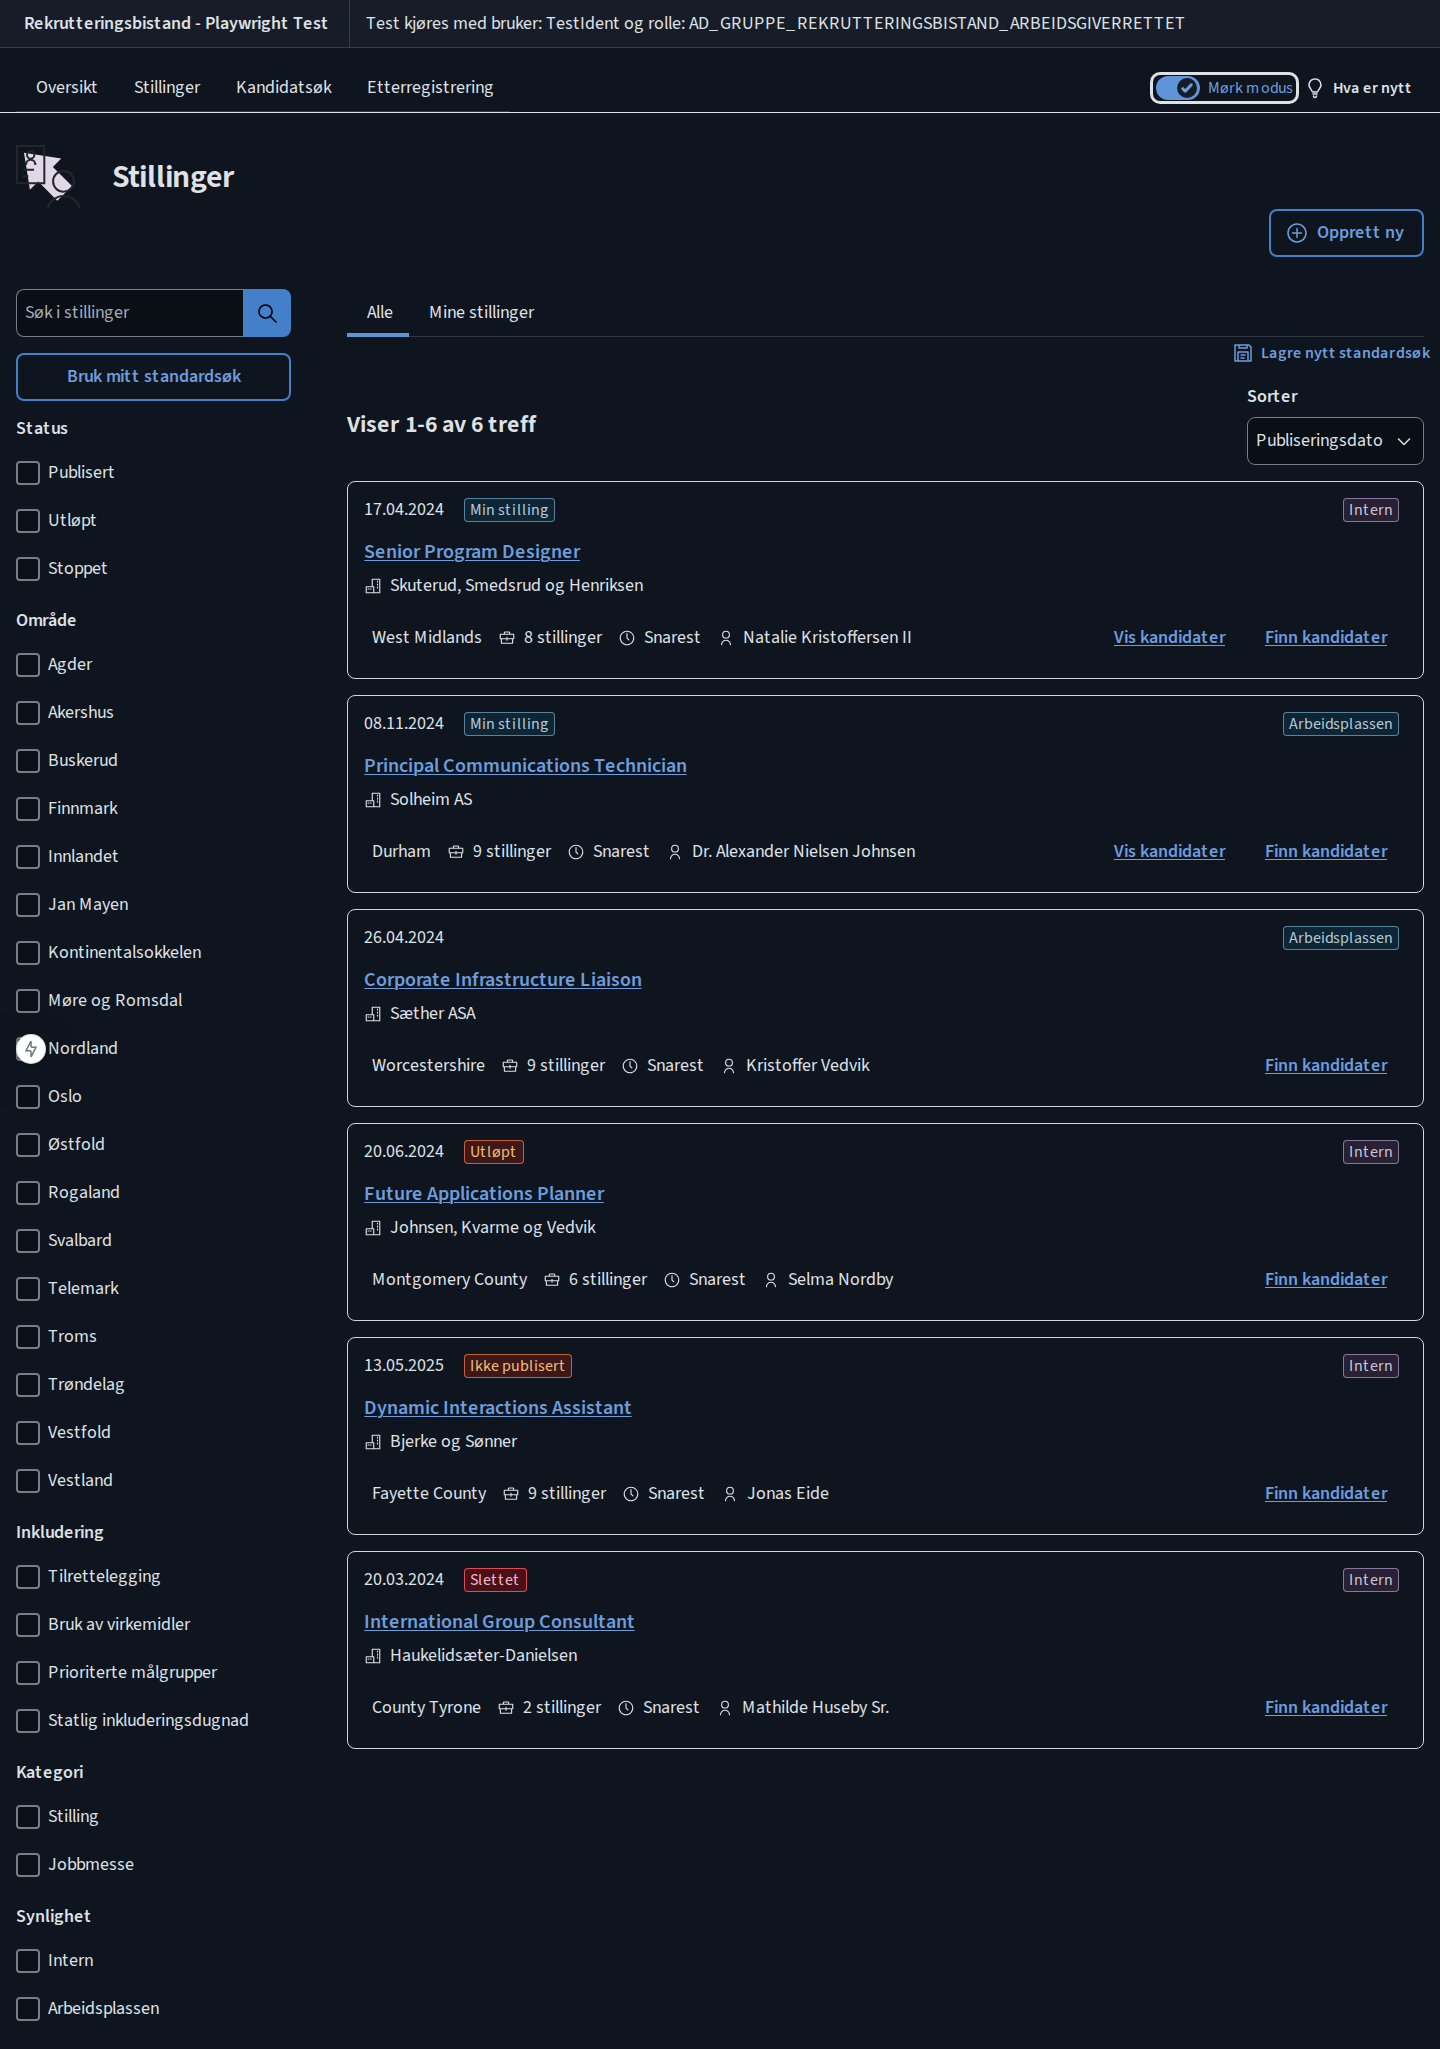 Rekrutteringsbistand - Playwright Test
Test kjøres med bruker: TestIdent og rolle: AD_GRUPPE_REKRUTTERINGSBISTAND_ARBEIDSGIVERRETTET
Oversikt
Stillinger
Kandidatsøk
Etterregistrering
Mørk modus
Hva er nytt
Stillinger
Opprett ny
Søk i stillinger
Bruk mitt standardsøk
Status
Publisert
Utløpt
Stoppet
Område
Agder
Akershus
Buskerud
Finnmark
Innlandet
Jan Mayen
Kontinentalsokkelen
Møre og Romsdal
Nordland
Oslo
Østfold
Rogaland
Svalbard
Telemark
Troms
Trøndelag
Vestfold
Vestland
Inkludering
Tilrettelegging
Bruk av virkemidler
Prioriterte målgrupper
Statlig inkluderingsdugnad
Kategori
Stilling
Jobbmesse
Synlighet
Intern
Arbeidsplassen
Alle
Mine stillinger
Lagre nytt standardsøk
Viser 1-6 av 6 treff
Sorter
Publiseringsdato
17.04.2024 Min stilling Intern
Senior Program Designer
Skuterud, Smedsrud og Henriksen
West Midlands 8 stillinger Snarest Natalie Kristoffersen II Vis kandidater Finn kandidater
08.11.2024 Min stilling Arbeidsplassen
Principal Communications Technician
Solheim AS
Durham 9 stillinger Snarest Dr. Alexander Nielsen Johnsen Vis kandidater Finn kandidater
26.04.2024 Arbeidsplassen
Corporate Infrastructure Liaison
Sæther ASA
Worcestershire 9 stillinger Snarest Kristoffer Vedvik Finn kandidater
20.06.2024 Utløpt Intern
Future Applications Planner
Johnsen, Kvarme og Vedvik
Montgomery County 6 stillinger Snarest Selma Nordby Finn kandidater
13.05.2025 Ikke publisert Intern
Dynamic Interactions Assistant
Bjerke og Sønner
Fayette County 9 stillinger Snarest Jonas Eide Finn kandidater
20.03.2024 Slettet Intern
International Group Consultant
Haukelidsæter-Danielsen
County Tyrone 2 stillinger Snarest Mathilde Huseby Sr. Finn kandidater